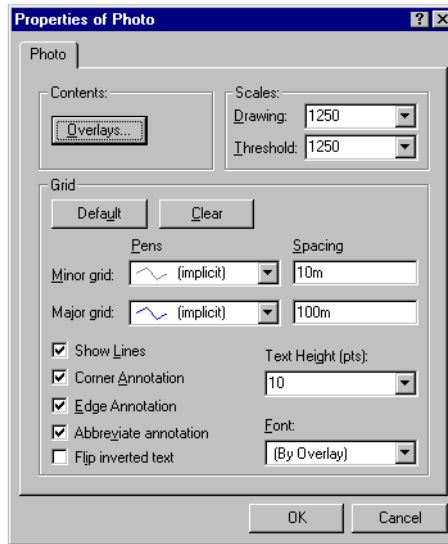 Properties of Photo
Photo
Contents:
Overlays...
Scales:
Drawing: 1250
Threshold: 1250
Grid
Default Clear
Pens Spacing
Minor grid: (implicit) 10m
Major grid: (implicit) 100m
Show Lines
Corner Annotation
Edge Annotation
Abbreviate annotation
Flip inverted text
Text Height (pts):
10
Font:
(By Overlay)
OK Cancel